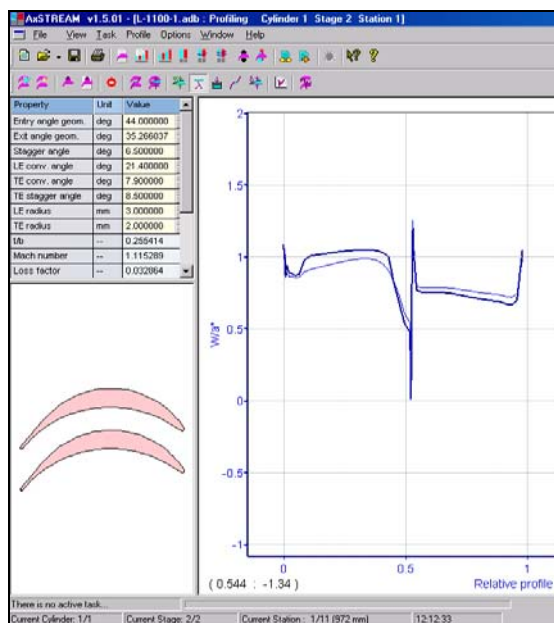 AxSTREAM v1.5.01 - [L-1100-1.adb : Profiling Cylinder 1 Stage 2 Station 1]
File View Task Profile Options Window Help
Property Unit Value
Entry angle geom. deg 44.000000
Exit angle geom. deg 35.266037
Stagger angle deg 6.500000
LE conv. angle deg 21.400000
TE conv. angle deg 7.900000
TE stagger angle deg 8.500000
LE radius mm 3.000000
TE radius mm 2.000000
t/b -- 0.255414
Mach number -- 1.115289
Loss factor -- 0.032864
2
1.5
1
0.5
0
-0.5
-1
W/a*
0 0.5 1
( 0.544 : -1.34 ) Relative profile
There is no active task...
Current Cylinder: 1/1 Current Stage: 2/2 Current Station : 1/11 (972 mm) 12:12:33